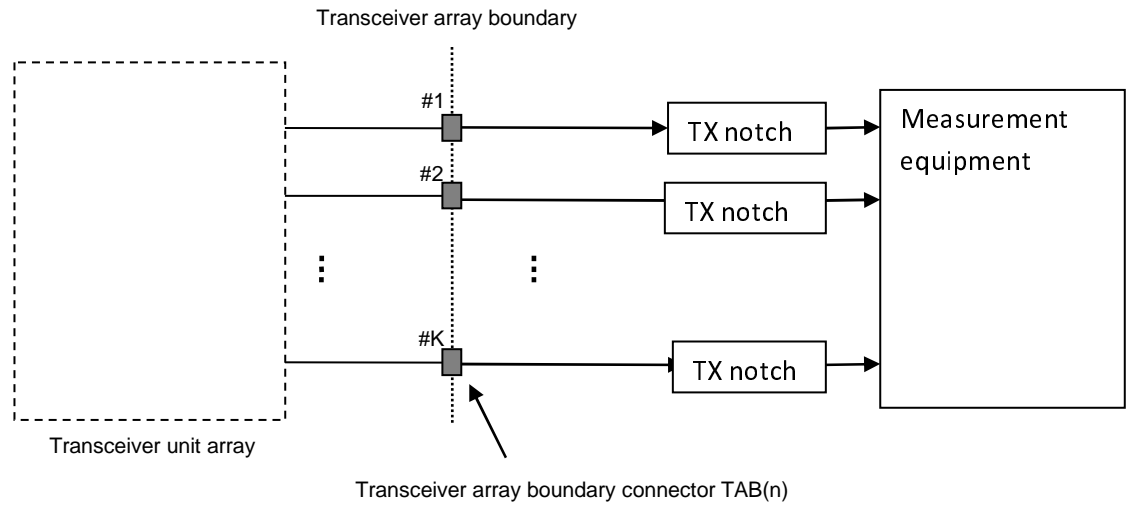 Transceiver array boundary
#1
TX notch
Measurement
equipment
#2
TX notch
#K
TX notch
Transceiver unit array
Transceiver array boundary connector TAB(n)